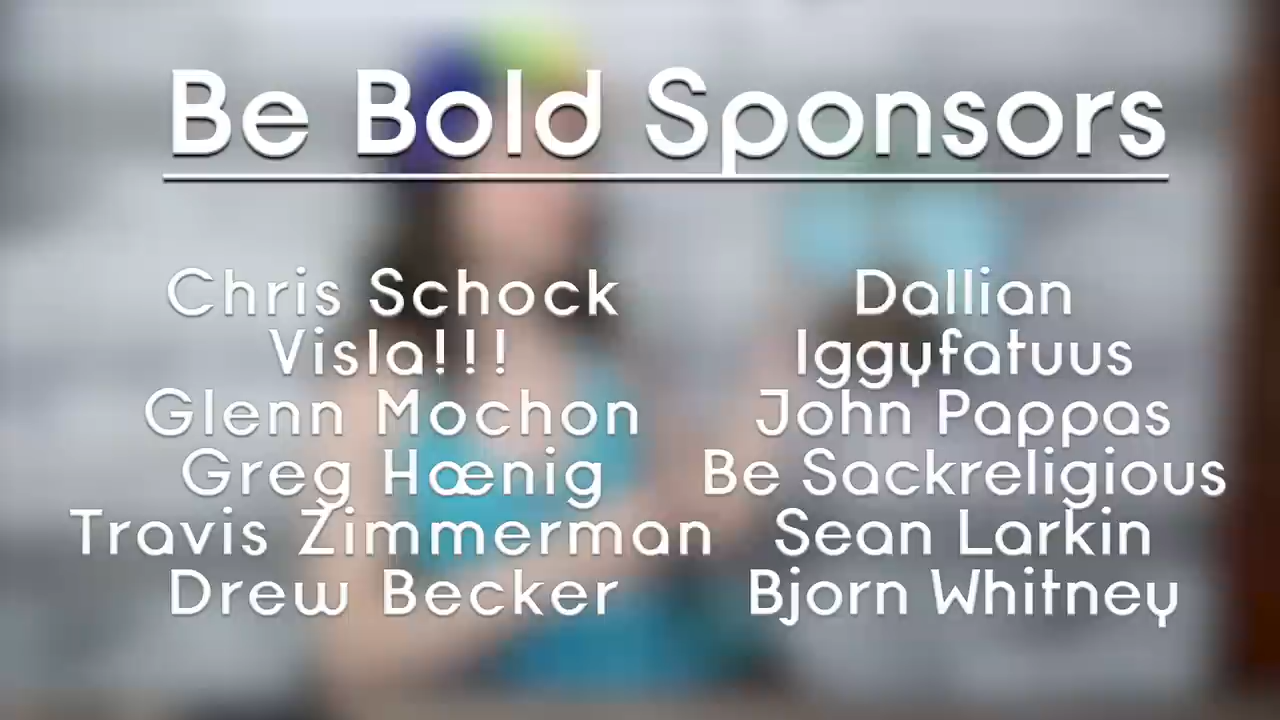 Be Bold Sponsors
Chris Schock
Visla!!!
Glenn Mochon
Greg Hœnig
Travis Zimmerman
Drew Becker
Dallian
Iggyfatuus
John Pappas
Be Sackreligious
Sean Larkin
Bjorn Whitney